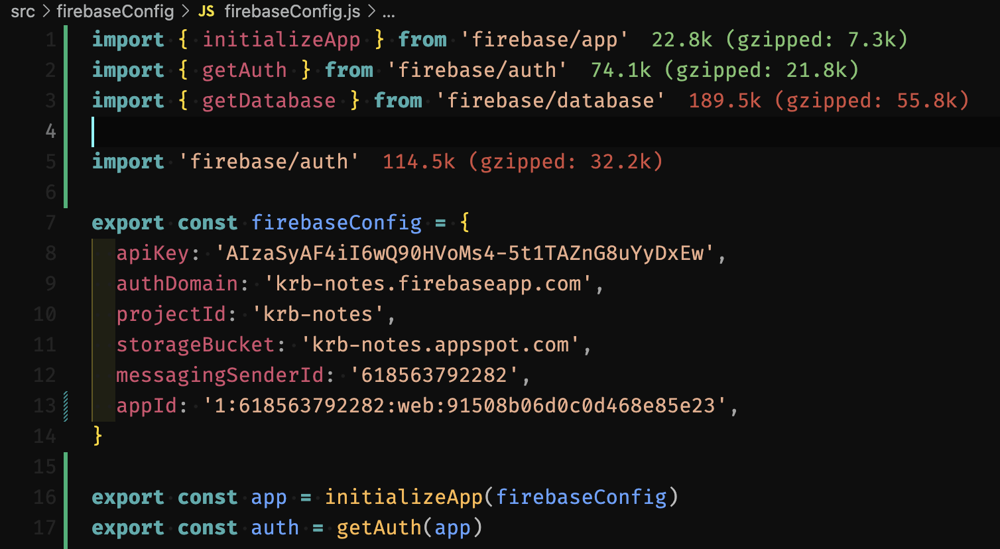 src > firebaseConfig > JS firebaseConfig.js > ...
1 import { initializeApp } from 'firebase/app' 22.8k (gzipped: 7.3k)
2 import { getAuth } from 'firebase/auth' 74.1k (gzipped: 21.8k)
3 import { getDatabase } from 'firebase/database' 189.5k (gzipped: 55.8k)
4
5 import 'firebase/auth' 114.5k (gzipped: 32.2k)
6
7 export const firebaseConfig = {
8 apiKey: 'AIzaSyAF4iI6wQ90HVoMs4-5t1TAZnG8uYyDxEw',
9 authDomain: 'krb-notes.firebaseapp.com',
10 projectId: 'krb-notes',
11 storageBucket: 'krb-notes.appspot.com',
12 messagingSenderId: '618563792282',
13 appId: '1:618563792282:web:91508b06d0c0d468e85e23',
14 }
15
16 export const app = initializeApp(firebaseConfig)
17 export const auth = getAuth(app)